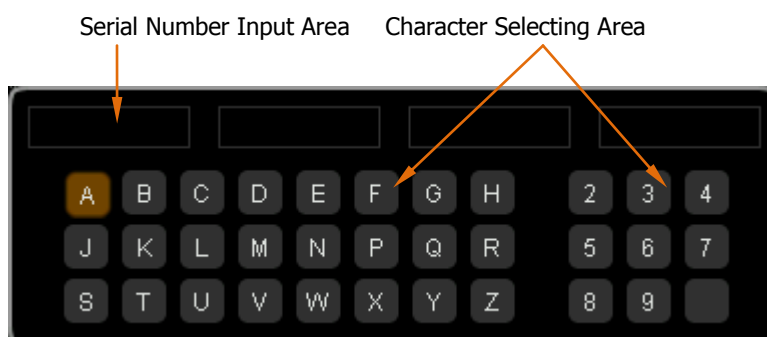 Serial Number Input Area Character Selecting Area
A B C D E F G H 2 3 4
J K L M N P Q R 5 6 7
S T U V W X Y Z 8 9